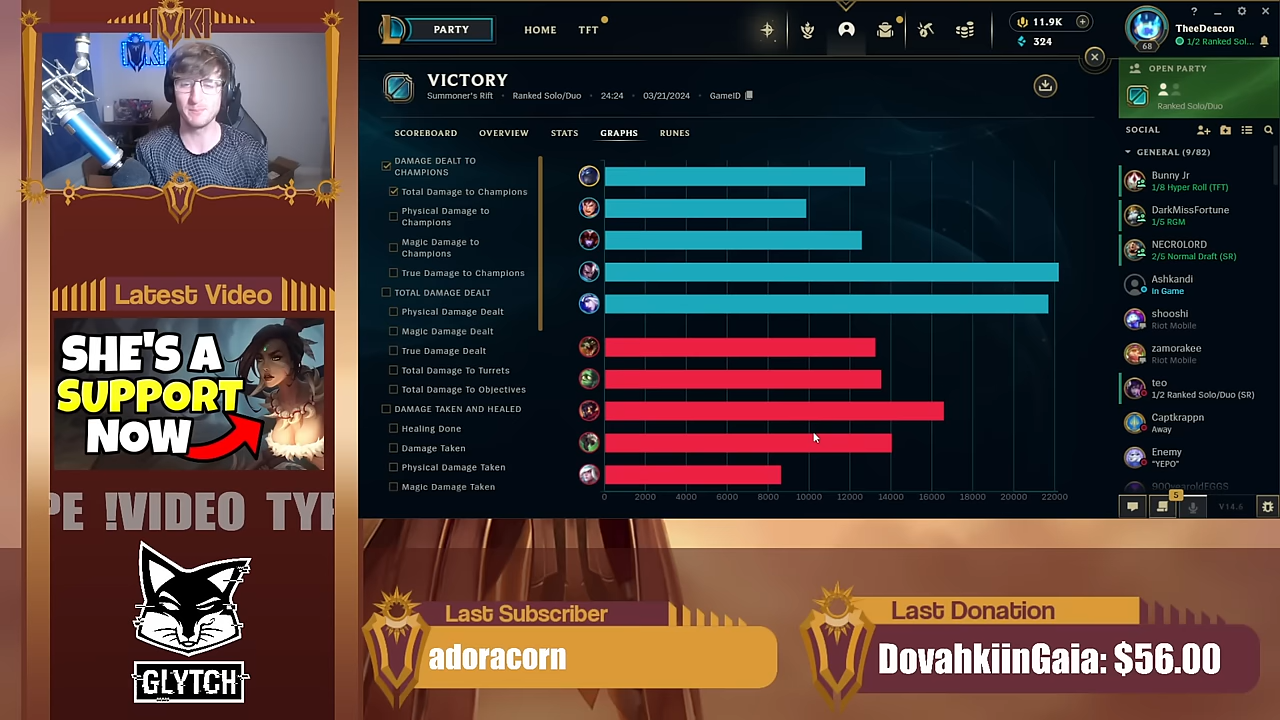 IWKI
IWKI
Latest Video
SHE'S A
SUPPORT
NOW
PE !VIDEO TYP
GLYTCH
PARTY
HOME
TFT
11.9K
324
68
TheeDeacon
1/2 Ranked Sol...
VICTORY
Summoner's Rift • Ranked Solo/Duo • 24:24 • 03/21/2024 • GameID
SCOREBOARD
OVERVIEW
STATS
GRAPHS
RUNES
DAMAGE DEALT TO
CHAMPIONS
Total Damage to Champions
Physical Damage to
Champions
Magic Damage to
Champions
True Damage to Champions
TOTAL DAMAGE DEALT
Physical Damage Dealt
Magic Damage Dealt
True Damage Dealt
Total Damage To Turrets
Total Damage To Objectives
DAMAGE TAKEN AND HEALED
Healing Done
Damage Taken
Physical Damage Taken
Magic Damage Taken
0 2000 4000 6000 8000 10000 12000 14000 16000 18000 20000 22000
OPEN PARTY
Ranked Solo/Duo
SOCIAL
GENERAL (9/82)
Bunny Jr
1/8 Hyper Roll (TFT)
DarkMissFortune
1/5 RGM
NECROLORD
2/5 Normal Draft (SR)
Ashkandi
In Game
shooshi
Riot Mobile
zamorakee
Riot Mobile
teo
1/2 Ranked Solo/Duo (SR)
Captkrappn
Away
Enemy
"YEPO"
900yearoldEGGS
5
V14.6
Last Subscriber
adoracorn
Last Donation
DovahkiinGaia: $56.00